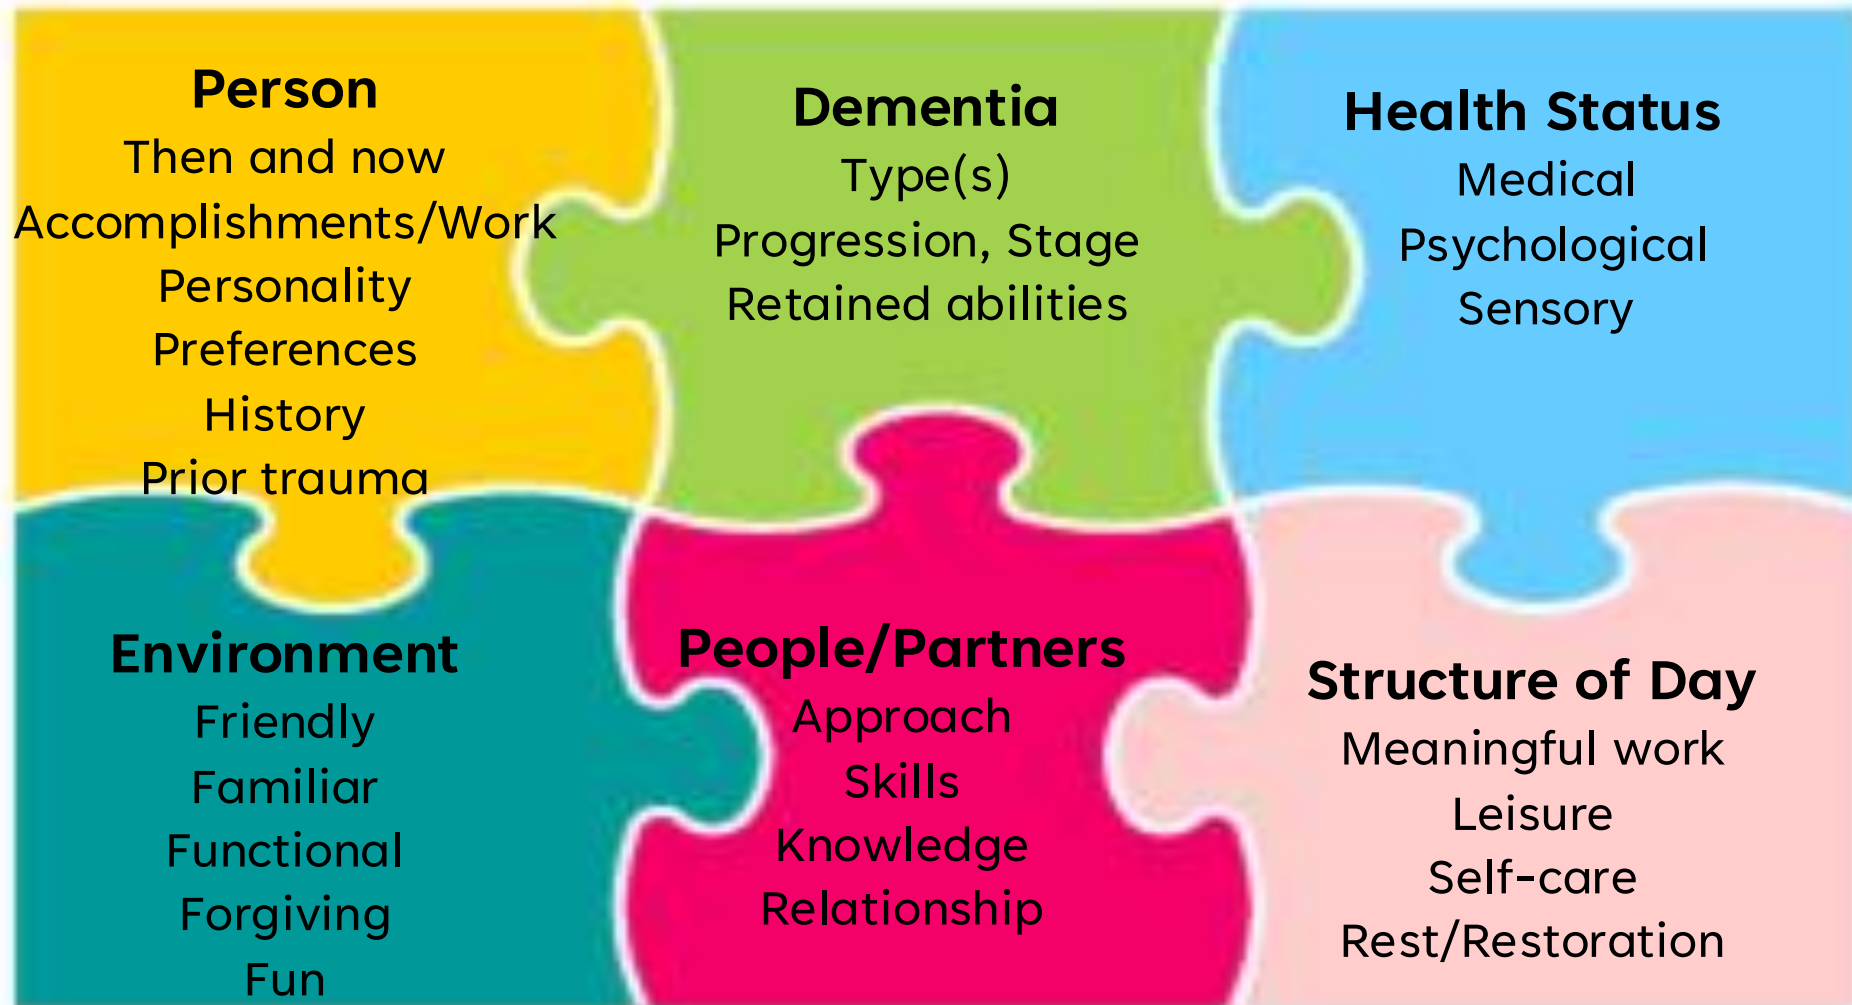 Person
Then and now
Accomplishments/Work
Personality
Preferences
History
Prior trauma
Dementia
Type(s)
Progression, Stage
Retained abilities
Health Status
Medical
Psychological
Sensory
Environment
Friendly
Familiar
Functional
Forgiving
Fun
People/Partners
Approach
Skills
Knowledge
Relationship
Structure of Day
Meaningful work
Leisure
Self-care
Rest/Restoration